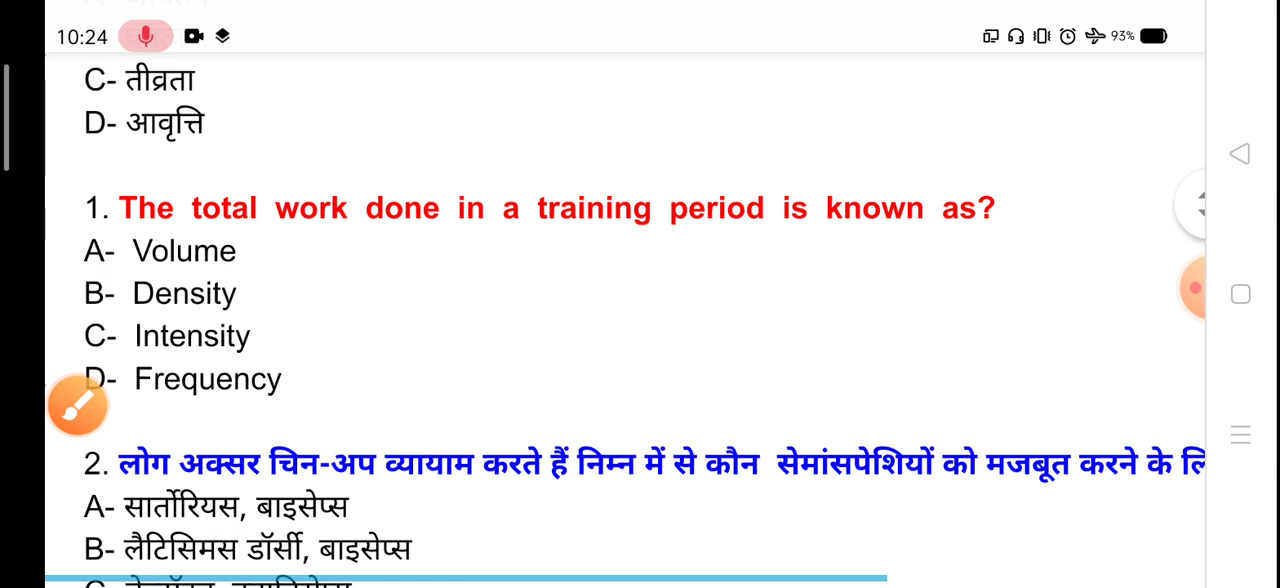 10:24 93%
C- तीव्रता
D- आवृत्ति
1. The total work done in a training period is known as?
A- Volume
B- Density
C- Intensity
D- Frequency
2. लोग अक्सर चिन-अप व्यायाम करते हैं निम्न में से कौन सेमांसपेशियों को मजबूत करने के लि
A- सार्तोरियस, बाइसेप्स
B- लैटिसिमस डॉर्सी, बाइसेप्स